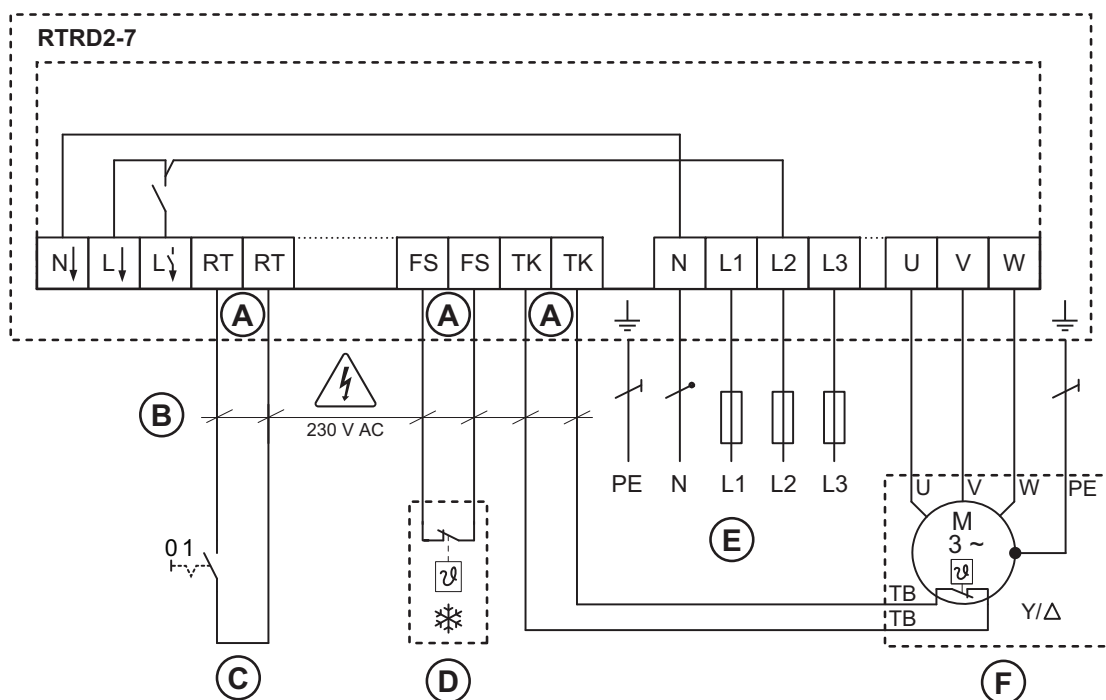 RTRD2-7
N L L RT RT FS FS TK TK N L1 L2 L3 U V W
A A A
B
230 V AC
PE N L1 L2 L3 U V W PE
M
3 ~
E
0 1
ϑ ϑ
TB
TB
Y/Δ
C D F